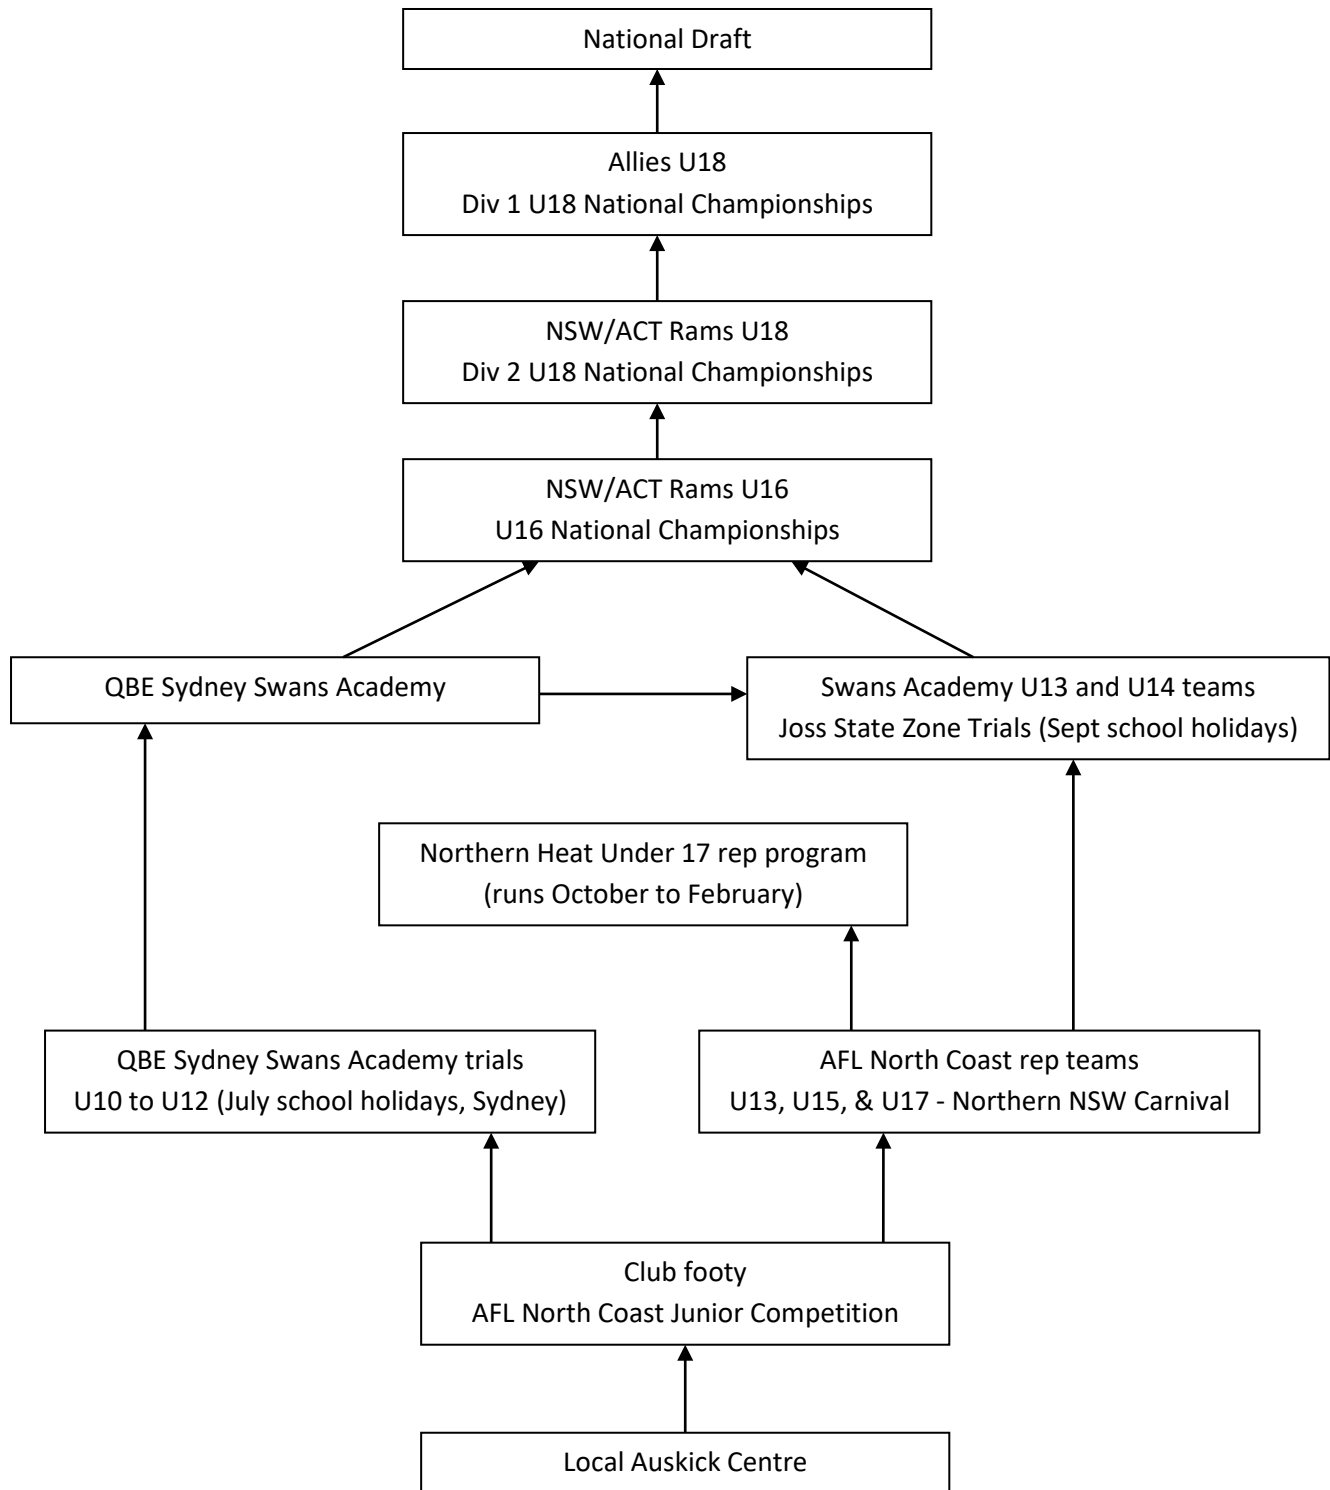 National Draft
Allies U18
Div 1 U18 National Championships
NSW/ACT Rams U18
Div 2 U18 National Championships
NSW/ACT Rams U16
U16 National Championships
QBE Sydney Swans Academy
Swans Academy U13 and U14 teams
Joss State Zone Trials (Sept school holidays)
Northern Heat Under 17 rep program
(runs October to February)
QBE Sydney Swans Academy trials
U10 to U12 (July school holidays, Sydney)
AFL North Coast rep teams
U13, U15, & U17 - Northern NSW Carnival
Club footy
AFL North Coast Junior Competition
Local Auskick Centre